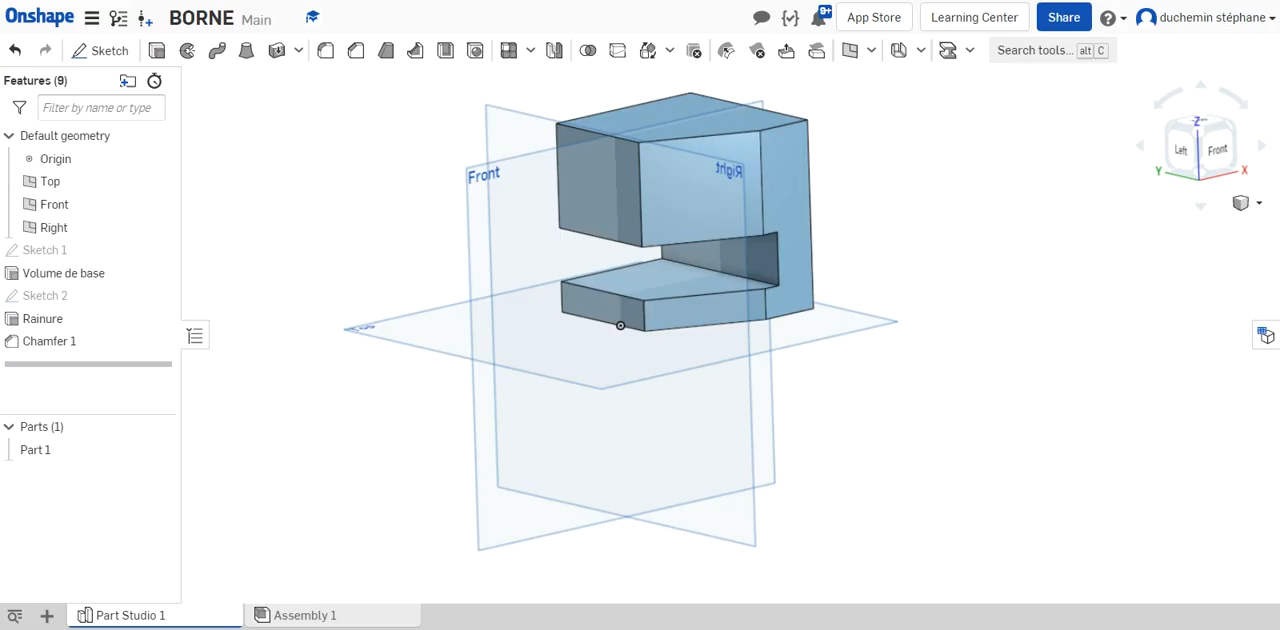 Onshape BORNE Main 9+ App Store Learning Center Share duchemin stéphane
Sketch Search tools... alt C
Features (9)
Filter by name or type
Default geometry
Origin
Top
Front
Right
Sketch 1
Volume de base
Sketch 2
Rainure
Chamfer 1
Parts (1)
Part 1
Front
Right
Z
Left Front
Y X
Part Studio 1 Assembly 1